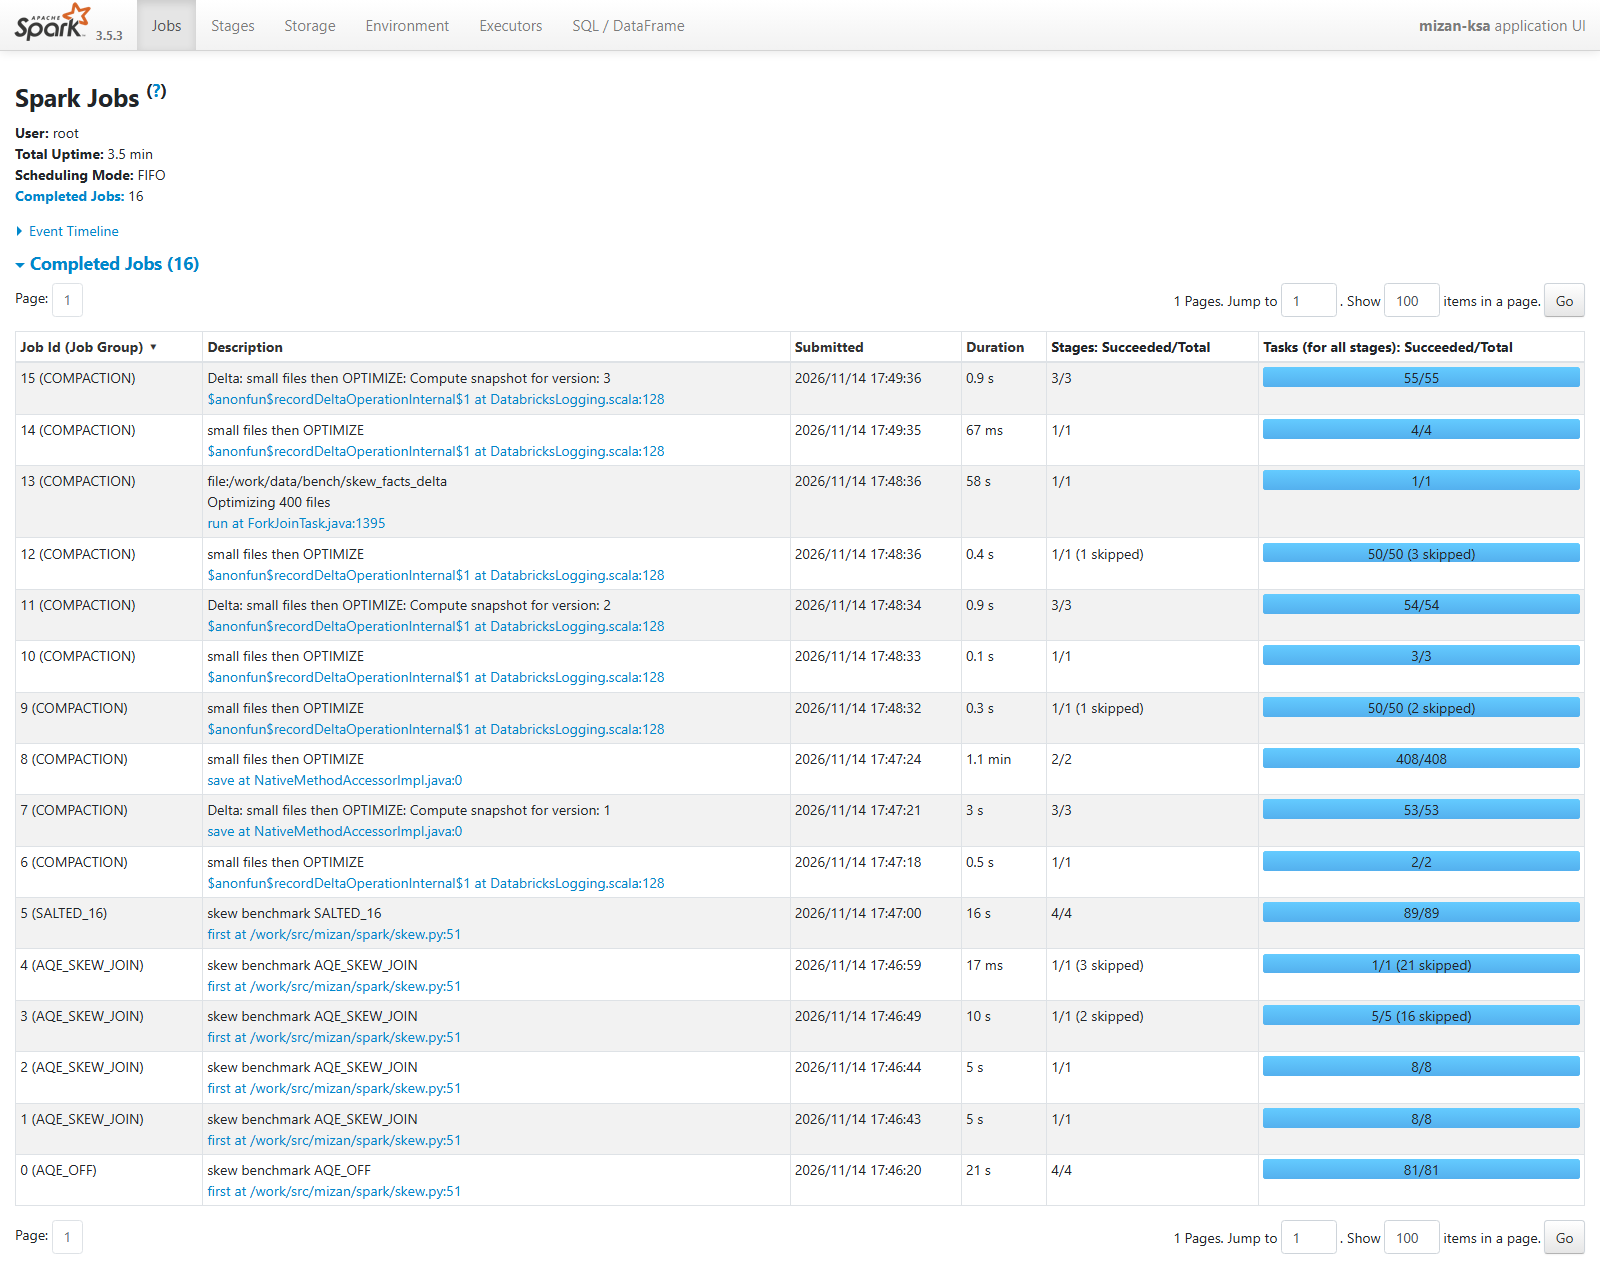 APACHE Spark 3.5.3 Jobs Stages Storage Environment Executors SQL / DataFrame mizan-ksa application UI
Spark Jobs (?)
User: root
Total Uptime: 3.5 min
Scheduling Mode: FIFO
Completed Jobs: 16
Event Timeline
Completed Jobs (16)
Page: 1 1 Pages. Jump to 1 . Show 100 items in a page. Go
Job Id (Job Group) ▾ Description Submitted Duration Stages: Succeeded/Total Tasks (for all stages): Succeeded/Total
15 (COMPACTION) Delta: small files then OPTIMIZE: Compute snapshot for version: 3 2026/11/14 17:49:36 0.9 s 3/3 55/55
$anonfun$recordDeltaOperationInternal$1 at DatabricksLogging.scala:128
14 (COMPACTION) small files then OPTIMIZE 2026/11/14 17:49:35 67 ms 1/1 4/4
$anonfun$recordDeltaOperationInternal$1 at DatabricksLogging.scala:128
13 (COMPACTION) file:/work/data/bench/skew_facts_delta 2026/11/14 17:48:36 58 s 1/1 1/1
Optimizing 400 files
run at ForkJoinTask.java:1395
12 (COMPACTION) small files then OPTIMIZE 2026/11/14 17:48:36 0.4 s 1/1 (1 skipped) 50/50 (3 skipped)
$anonfun$recordDeltaOperationInternal$1 at DatabricksLogging.scala:128
11 (COMPACTION) Delta: small files then OPTIMIZE: Compute snapshot for version: 2 2026/11/14 17:48:34 0.9 s 3/3 54/54
$anonfun$recordDeltaOperationInternal$1 at DatabricksLogging.scala:128
10 (COMPACTION) small files then OPTIMIZE 2026/11/14 17:48:33 0.1 s 1/1 3/3
$anonfun$recordDeltaOperationInternal$1 at DatabricksLogging.scala:128
9 (COMPACTION) small files then OPTIMIZE 2026/11/14 17:48:32 0.3 s 1/1 (1 skipped) 50/50 (2 skipped)
$anonfun$recordDeltaOperationInternal$1 at DatabricksLogging.scala:128
8 (COMPACTION) small files then OPTIMIZE 2026/11/14 17:47:24 1.1 min 2/2 408/408
save at NativeMethodAccessorImpl.java:0
7 (COMPACTION) Delta: small files then OPTIMIZE: Compute snapshot for version: 1 2026/11/14 17:47:21 3 s 3/3 53/53
save at NativeMethodAccessorImpl.java:0
6 (COMPACTION) small files then OPTIMIZE 2026/11/14 17:47:18 0.5 s 1/1 2/2
$anonfun$recordDeltaOperationInternal$1 at DatabricksLogging.scala:128
5 (SALTED_16) skew benchmark SALTED_16 2026/11/14 17:47:00 16 s 4/4 89/89
first at /work/src/mizan/spark/skew.py:51
4 (AQE_SKEW_JOIN) skew benchmark AQE_SKEW_JOIN 2026/11/14 17:46:59 17 ms 1/1 (3 skipped) 1/1 (21 skipped)
first at /work/src/mizan/spark/skew.py:51
3 (AQE_SKEW_JOIN) skew benchmark AQE_SKEW_JOIN 2026/11/14 17:46:49 10 s 1/1 (2 skipped) 5/5 (16 skipped)
first at /work/src/mizan/spark/skew.py:51
2 (AQE_SKEW_JOIN) skew benchmark AQE_SKEW_JOIN 2026/11/14 17:46:44 5 s 1/1 8/8
first at /work/src/mizan/spark/skew.py:51
1 (AQE_SKEW_JOIN) skew benchmark AQE_SKEW_JOIN 2026/11/14 17:46:43 5 s 1/1 8/8
first at /work/src/mizan/spark/skew.py:51
0 (AQE_OFF) skew benchmark AQE_OFF 2026/11/14 17:46:20 21 s 4/4 81/81
first at /work/src/mizan/spark/skew.py:51
Page: 1 1 Pages. Jump to 1 . Show 100 items in a page. Go